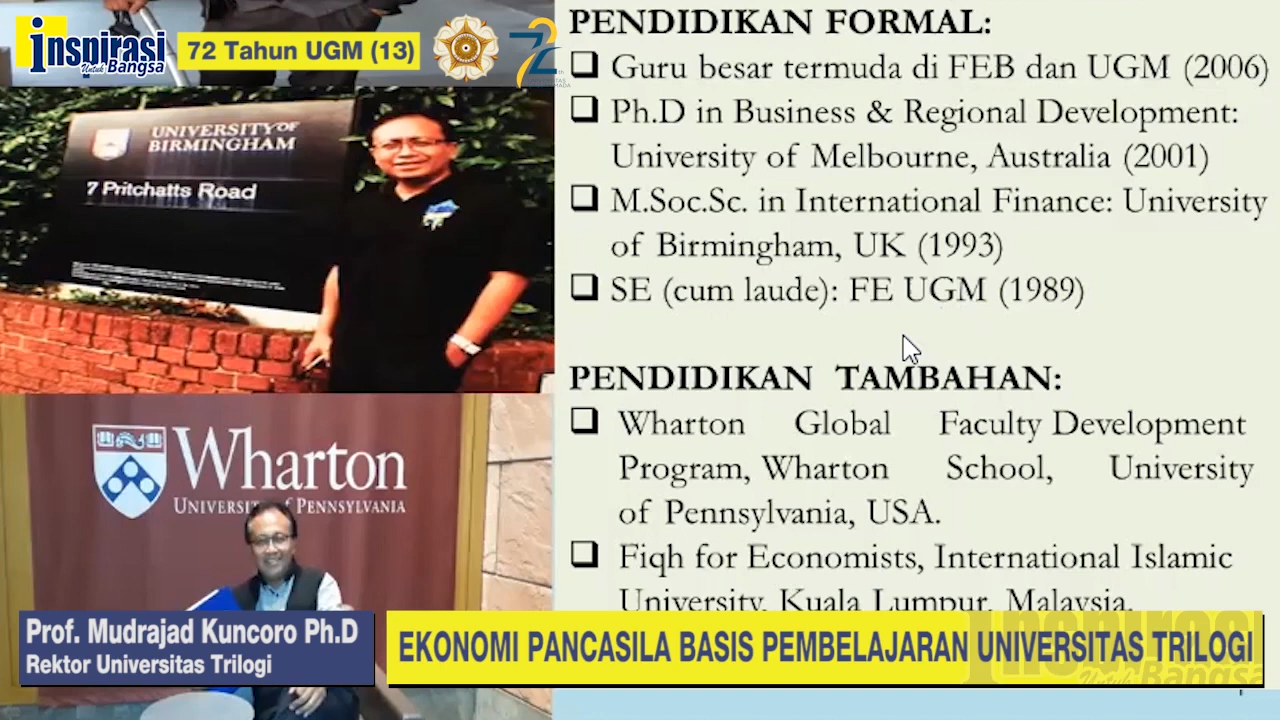 inspirasi
Untuk Bangsa
72 Tahun UGM (13)
72
UNIVERSITY OF
BIRMINGHAM
7 Pritchatts Road
Wharton
UNIVERSITY of PENNSYLVANIA
PENDIDIKAN FORMAL:
❑ Guru besar termuda di FEB dan UGM (2006)
❑ Ph.D in Business & Regional Development:
University of Melbourne, Australia (2001)
❑ M.Soc.Sc. in International Finance: University
of Birmingham, UK (1993)
❑ SE (cum laude): FE UGM (1989)
PENDIDIKAN TAMBAHAN:
❑ Wharton Global Faculty Development
Program, Wharton School, University
of Pennsylvania, USA.
❑ Fiqh for Economists, International Islamic
University, Kuala Lumpur, Malaysia.
Prof. Mudrajad Kuncoro Ph.D
Rektor Universitas Trilogi
EKONOMI PANCASILA BASIS PEMBELAJARAN UNIVERSITAS TRILOGI
inspirasi
Untuk Bangsa